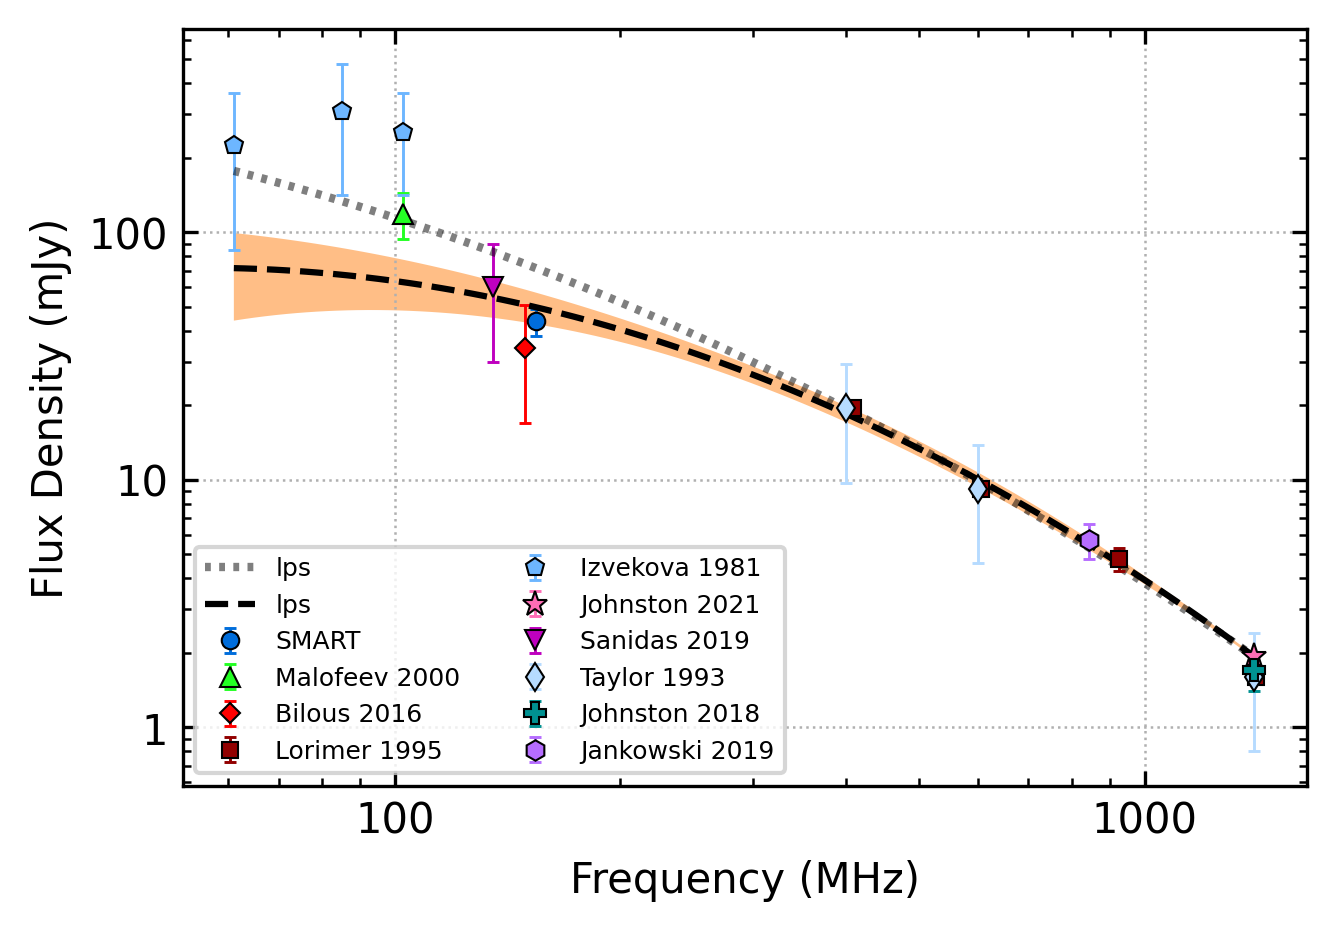 Flux Density (mJy)
100
10
1
lps
lps
SMART
Malofeev 2000
Bilous 2016
Lorimer 1995
Izvekova 1981
Johnston 2021
Sanidas 2019
Taylor 1993
Johnston 2018
Jankowski 2019
100
1000
Frequency (MHz)